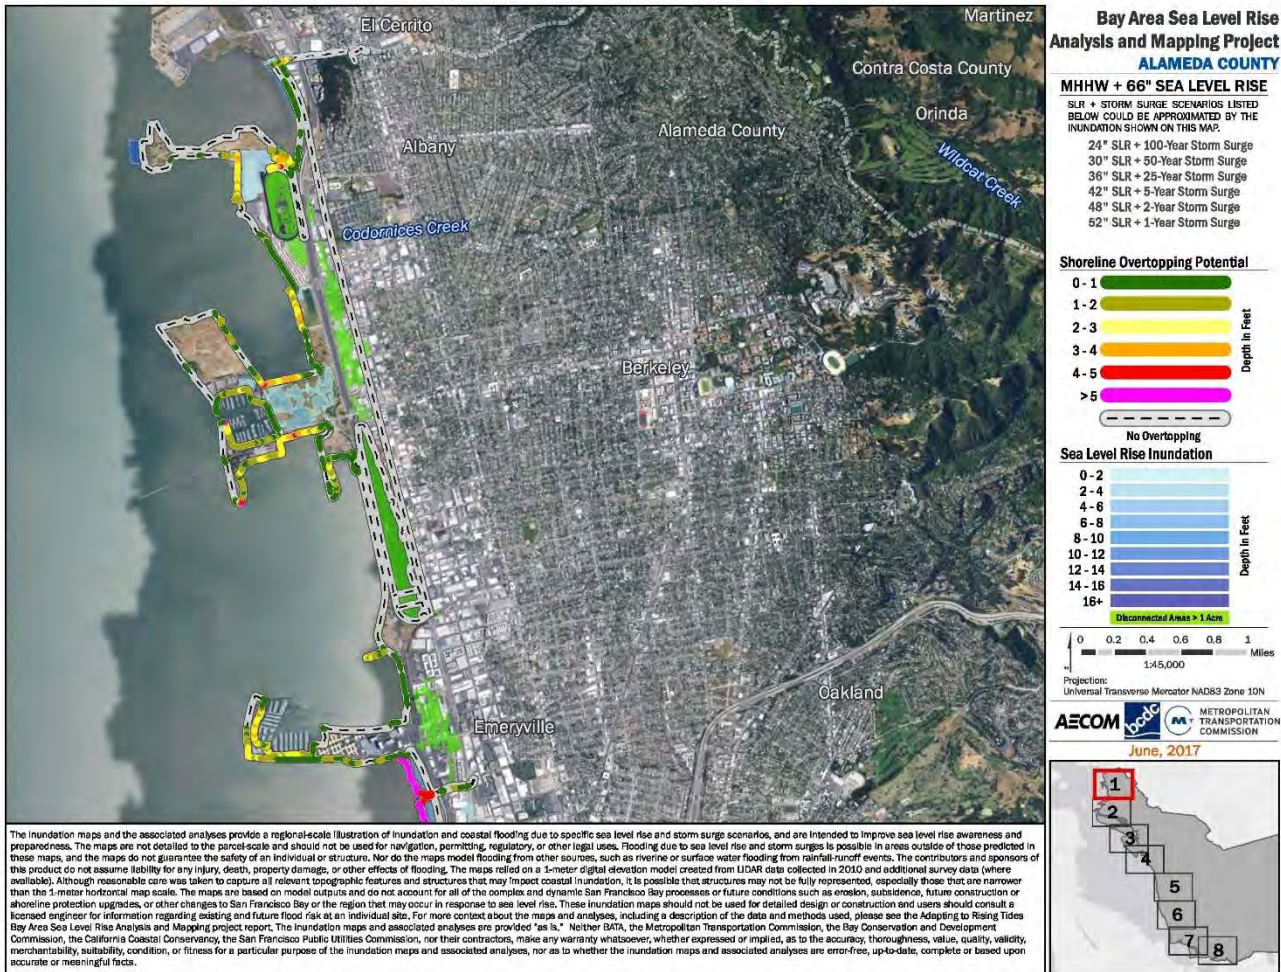 El Cerrito
Martinez
Contra Costa County
Orinda
Alameda County
Albany
Wildcat Creek
Codornices Creek
Berkeley
Oakland
Emeryville
Bay Area Sea Level Rise
Analysis and Mapping Project
ALAMEDA COUNTY
MHHW + 66" SEA LEVEL RISE
SLR + STORM SURGE SCENARIOS LISTED
BELOW COULD BE APPROXIMATED BY THE
INUNDATION SHOWN ON THIS MAP.
24" SLR + 100-Year Storm Surge
30" SLR + 50-Year Storm Surge
36" SLR + 25-Year Storm Surge
42" SLR + 5-Year Storm Surge
48" SLR + 2-Year Storm Surge
52" SLR + 1-Year Storm Surge
Shoreline Overtopping Potential
0 - 1
1 - 2
2 - 3
3 - 4
4 - 5
> 5
Depth in Feet
No Overtopping
Sea Level Rise Inundation
0 - 2
2 - 4
4 - 6
6 - 8
8 - 10
10 - 12
12 - 14
14 - 16
16+
Depth in Feet
Disconnected Areas > 1 Acre
0 0.2 0.4 0.6 0.8 1
Miles
1:45,000
Projection:
Universal Transverse Mercator NAD83 Zone 10N
AECOM
bcdc
M T
METROPOLITAN
TRANSPORTATION
COMMISSION
June, 2017
1
2
3
4
5
6
7
8
The inundation maps and the associated analyses provide a regional-scale illustration of inundation and coastal flooding due to specific sea level rise and storm surge scenarios, and are intended to improve sea level rise awareness and
preparedness. The maps are not detailed to the parcel-scale and should not be used for navigation, permitting, regulatory, or other legal uses. Flooding due to sea level rise and storm surges is possible in areas outside of those predicted in
these maps, and the maps do not guarantee the safety of an individual or structure. Nor do the maps model flooding from other sources, such as riverine or surface water flooding from rainfall-runoff events. The contributors and sponsors of
this product do not assume liability for any injury, death, property damage, or other effects of flooding. The maps relied on a 1-meter digital elevation model created from LIDAR data collected in 2010 and additional survey data (where
available). Although reasonable care was taken to capture all relevant topographic features and structures that may impact coastal inundation, it is possible that structures may not be fully represented, especially those that are narrower
than the 1-meter horizontal map scale. The maps are based on model outputs and do not account for all of the complex and dynamic San Francisco Bay processes or future conditions such as erosion, subsidence, future construction or
shoreline protection upgrades, or other changes to San Francisco Bay or the region that may occur in response to sea level rise. These inundation maps should not be used for detailed design or construction and users should consult a
licensed engineer for information regarding existing and future flood risk at an individual site. For more context about the maps and analyses, including a description of the data and methods used, please see the Adapting to Rising Tides
Bay Area Sea Level Rise Analysis and Mapping project report. The inundation maps and associated analyses are provided "as is." Neither BATA, the Metropolitan Transportation Commission, the Bay Conservation and Development
Commission, the California Coastal Conservancy, the San Francisco Public Utilities Commission, nor their contractors, make any warranty whatsoever, whether expressed or implied, as to the accuracy, thoroughness, value, quality, validity,
merchantability, suitability, condition, or fitness for a particular purpose of the inundation maps and associated analyses, nor as to whether the inundation maps and associated analyses are error-free, up-to-date, complete or based upon
accurate or meaningful facts.